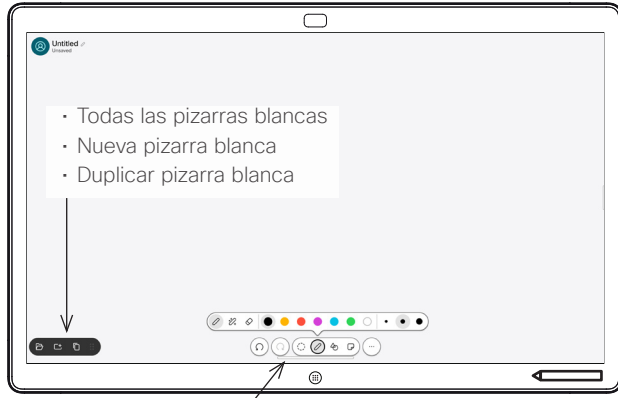 Untitled
Unsaved
• Todas las pizarras blancas
• Nueva pizarra blanca
• Duplicar pizarra blanca